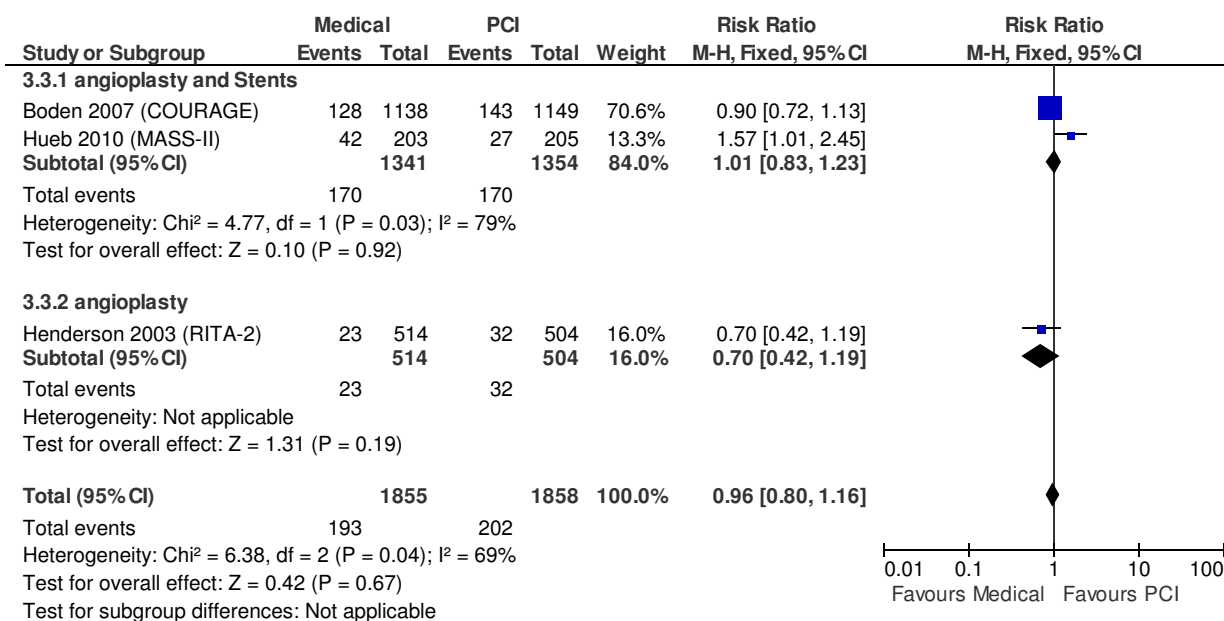 Medical PCI Risk Ratio Risk Ratio
Study or Subgroup Events Total Events Total Weight M-H, Fixed, 95% CI M-H, Fixed, 95% CI
3.3.1 angioplasty and Stents
Boden 2007 (COURAGE) 128 1138 143 1149 70.6% 0.90 [0.72, 1.13]
Hueb 2010 (MASS-II) 42 203 27 205 13.3% 1.57 [1.01, 2.45]
Subtotal (95% CI) 1341 1354 84.0% 1.01 [0.83, 1.23]
Total events 170 170
Heterogeneity: Chi² = 4.77, df = 1 (P = 0.03); I² = 79%
Test for overall effect: Z = 0.10 (P = 0.92)
3.3.2 angioplasty
Henderson 2003 (RITA-2) 23 514 32 504 16.0% 0.70 [0.42, 1.19]
Subtotal (95% CI) 514 504 16.0% 0.70 [0.42, 1.19]
Total events 23 32
Heterogeneity: Not applicable
Test for overall effect: Z = 1.31 (P = 0.19)
Total (95% CI) 1855 1858 100.0% 0.96 [0.80, 1.16]
Total events 193 202
Heterogeneity: Chi² = 6.38, df = 2 (P = 0.04); I² = 69%
Test for overall effect: Z = 0.42 (P = 0.67)
Test for subgroup differences: Not applicable
0.01 0.1 1 10 100
Favours Medical Favours PCI